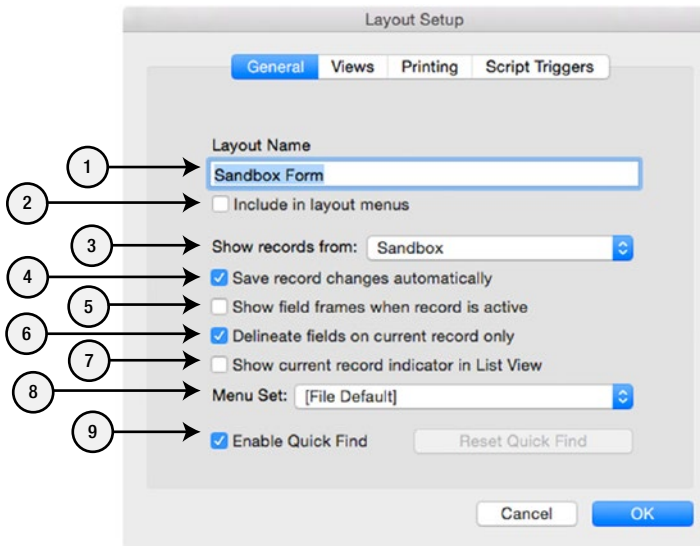 Layout Setup
General Views Printing Script Triggers
Layout Name
1 Sandbox Form
2 Include in layout menus
3 Show records from: Sandbox
4 Save record changes automatically
5 Show field frames when record is active
6 Delineate fields on current record only
7 Show current record indicator in List View
8 Menu Set: [File Default]
9 Enable Quick Find Reset Quick Find
Cancel OK